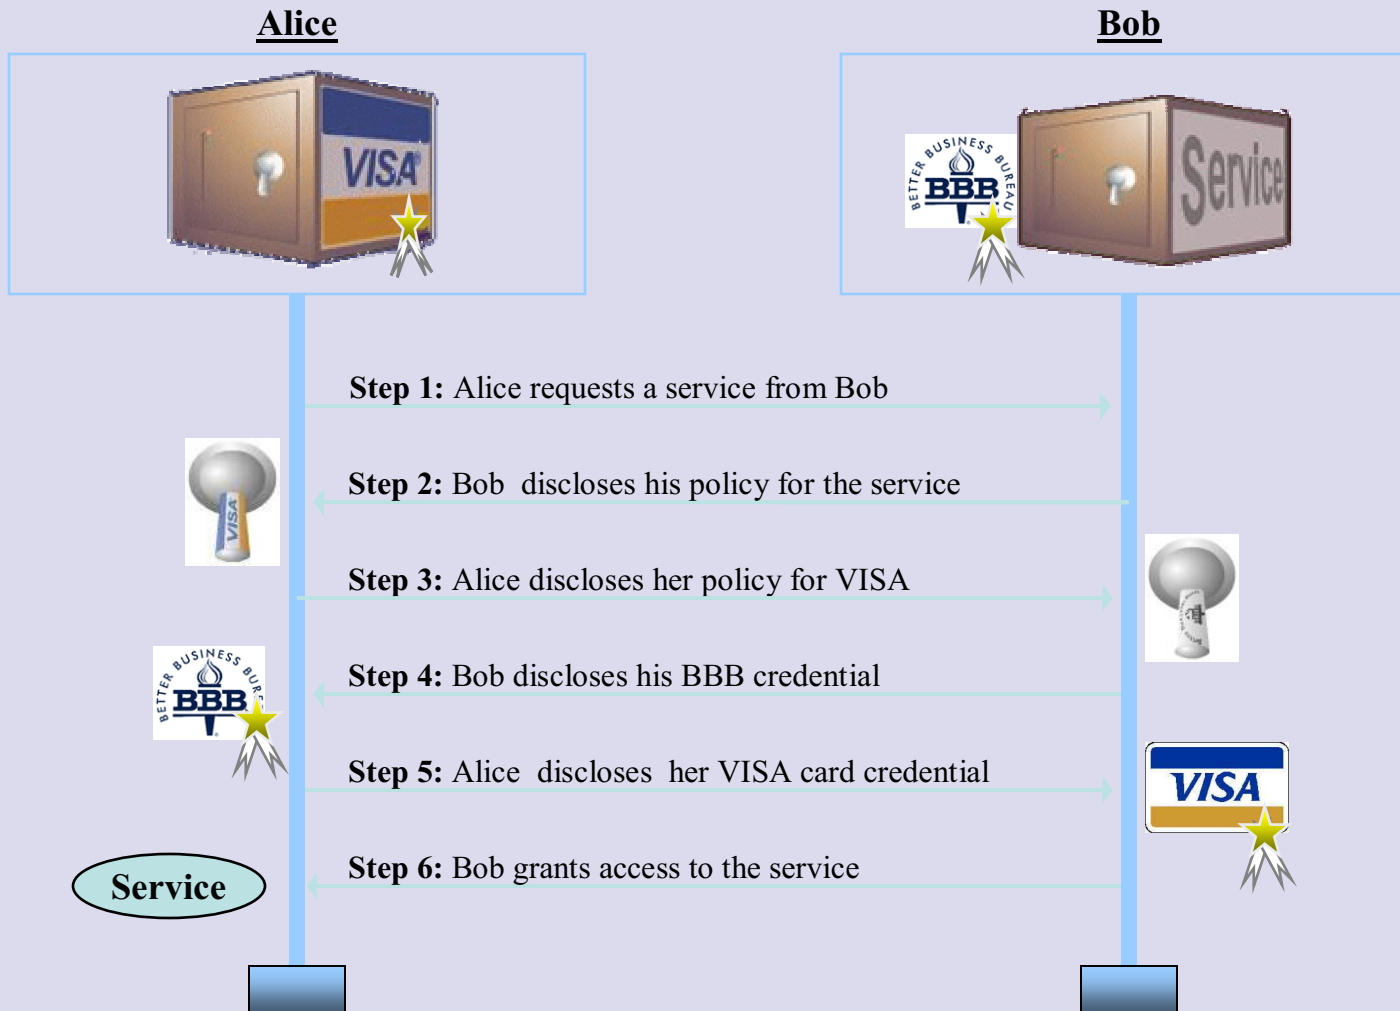 Alice
Bob
VISA
BETTER BUSINESS BUREAU
BBB
Service
Step 1: Alice requests a service from Bob
Step 2: Bob discloses his policy for the service
VISA
Step 3: Alice discloses her policy for VISA
Step 4: Bob discloses his BBB credential
BETTER BUSINESS
BBB
Step 5: Alice discloses her VISA card credential
VISA
Step 6: Bob grants access to the service
Service